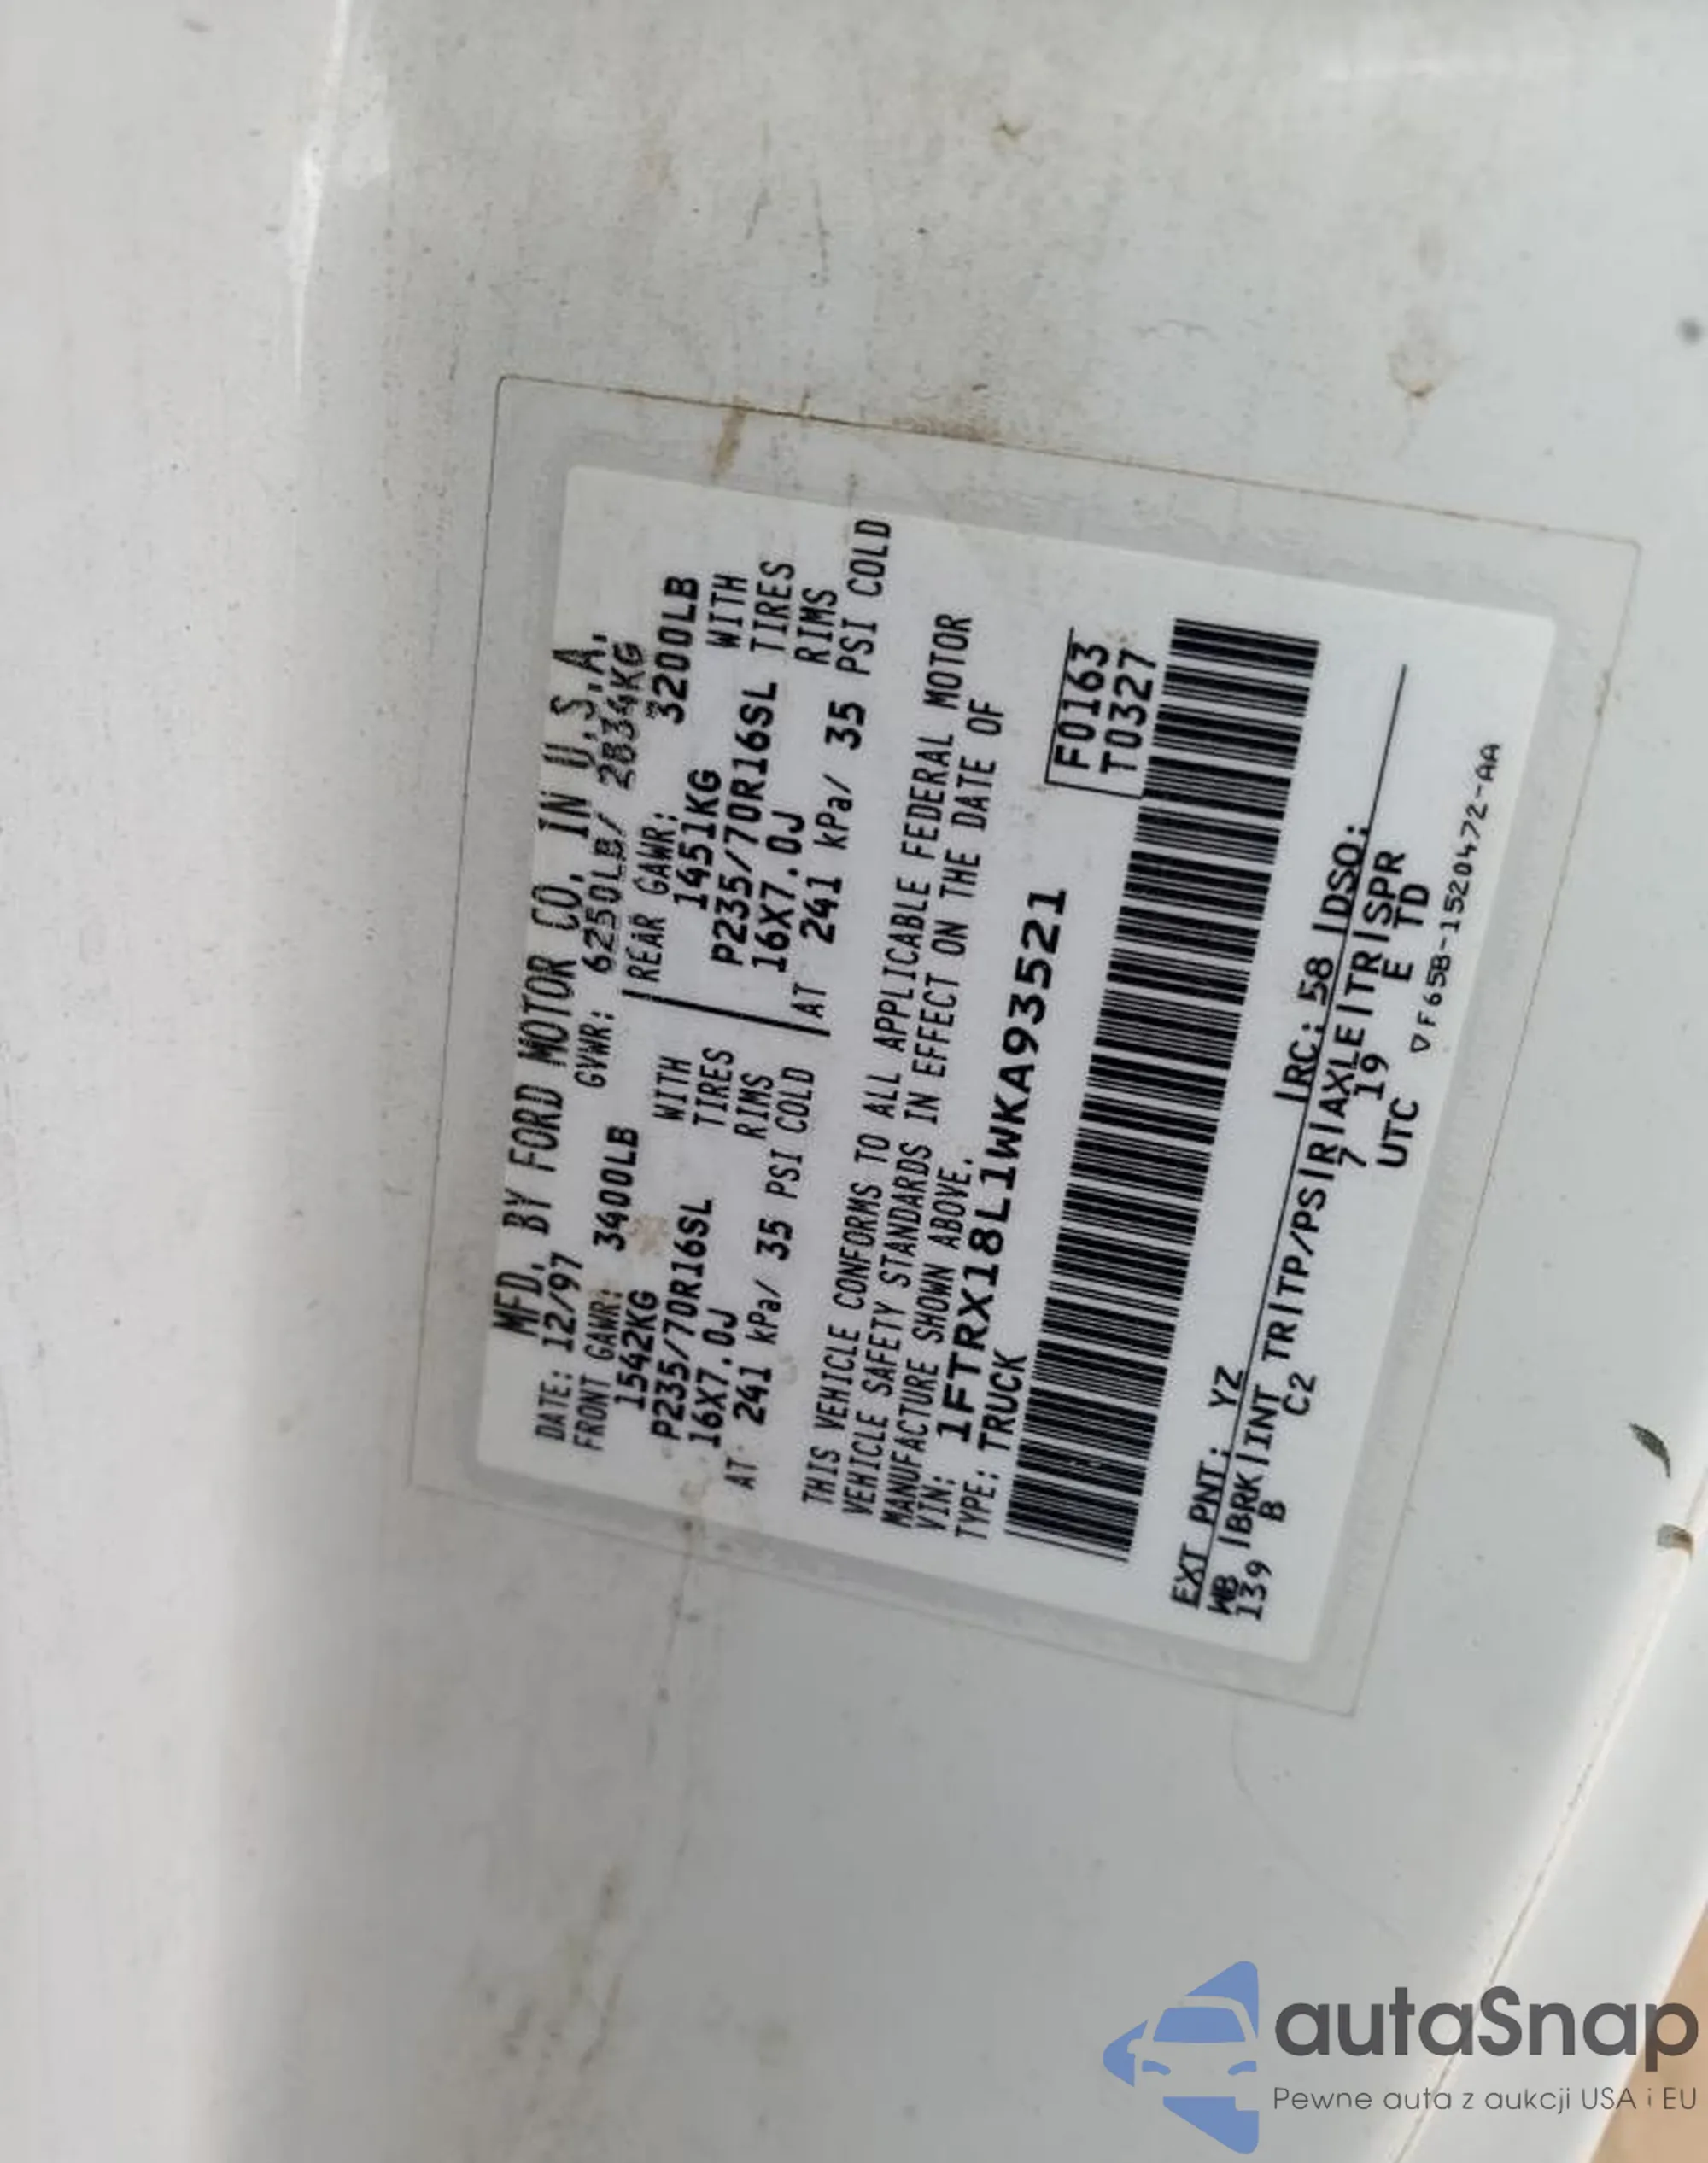 MFD. BY FORD MOTOR CO. IN U.S.A.
DATE: 12/97 GVWR: 6250LB/ 2834KG
FRONT GAWR: 3400LB REAR GAWR: 3200LB
1542KG WITH 1451KG WITH
P235/70R16SL TIRES P235/70R16SL TIRES
16X7.0J RIMS 16X7.0J RIMS
AT 241 kPa/ 35 PSI COLD AT 241 kPa/ 35 PSI COLD
THIS VEHICLE CONFORMS TO ALL APPLICABLE FEDERAL MOTOR
VEHICLE SAFETY STANDARDS IN EFFECT ON THE DATE OF
MANUFACTURE SHOWN ABOVE.
VIN: 1FTRX18L1WKA93521 F0163
TYPE: TRUCK T0327
EXT PNT: YZ RC: 58 DSO:
WB BRK INT TR TP/PS R AXLE TR SPR
139 B C2 7 19 E TD
UTC ▽F65B-1520472-AA
autaSnap
Pewne auta z aukcji USA i EU